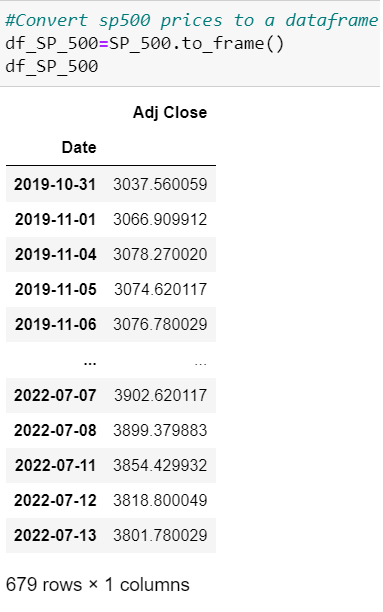 #Convert sp500 prices to a dataframe
df_SP_500=SP_500.to_frame()
df_SP_500
Adj Close
Date
2019-10-31 3037.560059
2019-11-01 3066.909912
2019-11-04 3078.270020
2019-11-05 3074.620117
2019-11-06 3076.780029
... ...
2022-07-07 3902.620117
2022-07-08 3899.379883
2022-07-11 3854.429932
2022-07-12 3818.800049
2022-07-13 3801.780029
679 rows × 1 columns